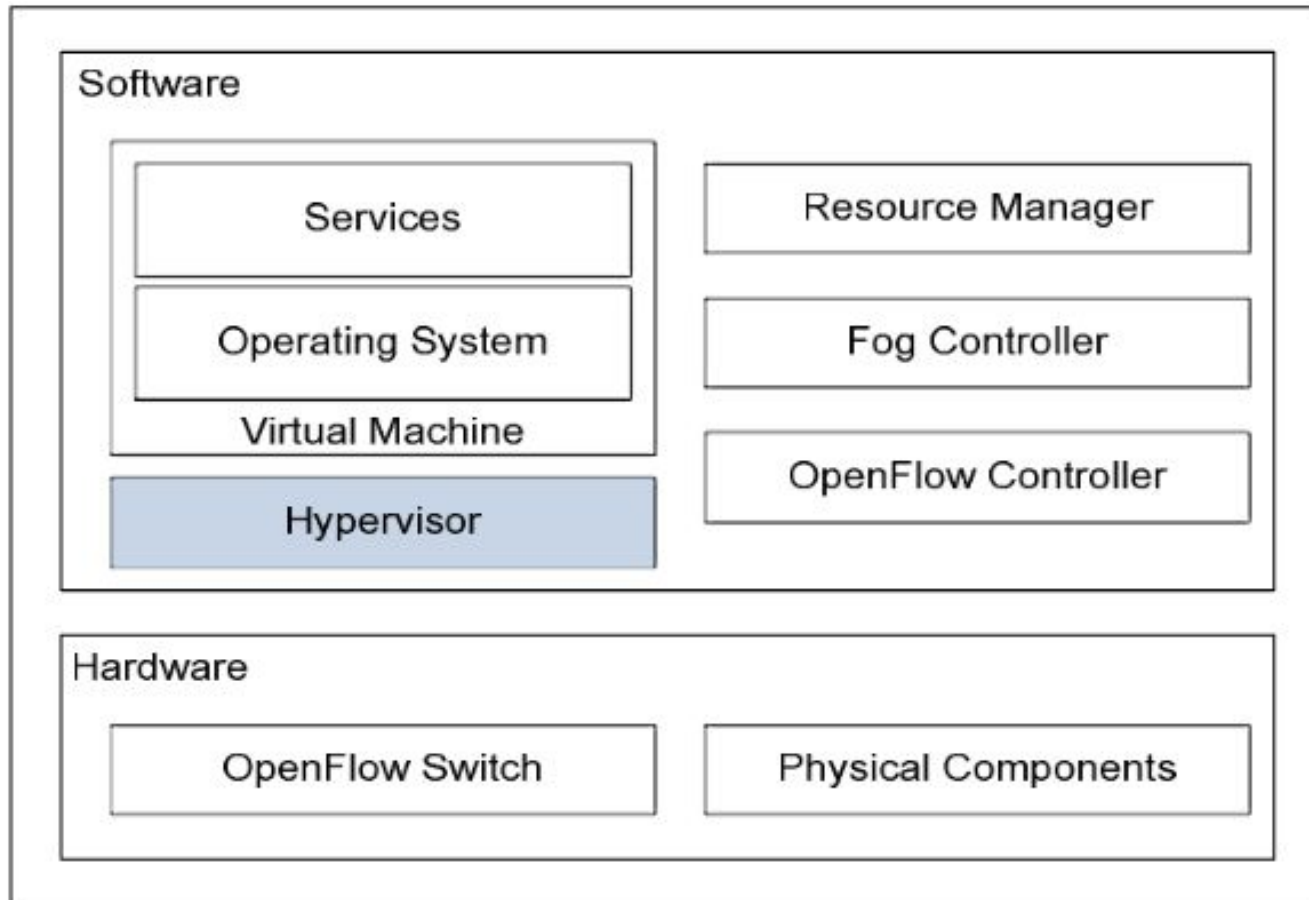 Software
Services
Operating System
Virtual Machine
Hypervisor
Resource Manager
Fog Controller
OpenFlow Controller
Hardware
OpenFlow Switch
Physical Components